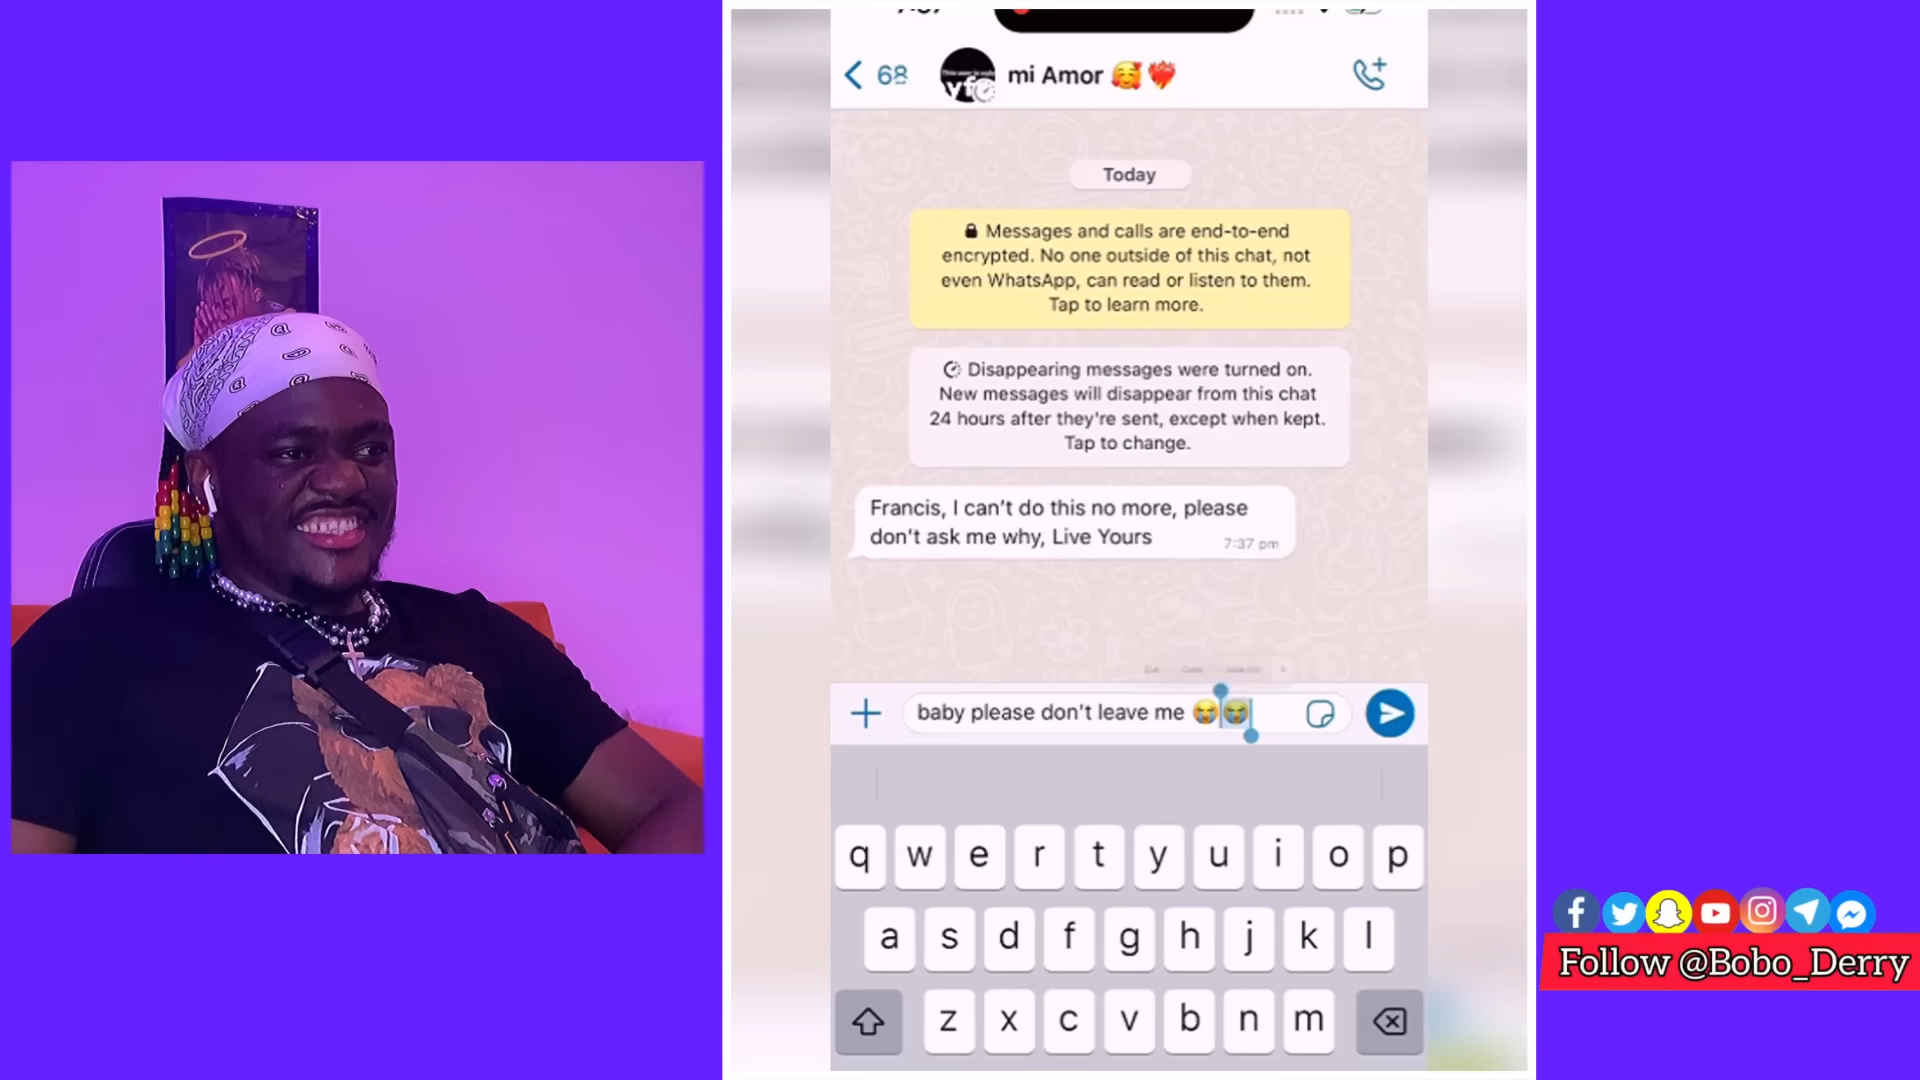 68
mi Amor 🥰 ❤️‍🔥
Today
Messages and calls are end-to-end
encrypted. No one outside of this chat, not
even WhatsApp, can read or listen to them.
Tap to learn more.
Disappearing messages were turned on.
New messages will disappear from this chat
24 hours after they're sent, except when kept.
Tap to change.
Francis, I can't do this no more, please
don't ask me why, Live Yours
7:37 pm
baby please don't leave me 😭😭
q w e r t y u i o p
a s d f g h j k l
z x c v b n m
Follow @Bobo_Derry